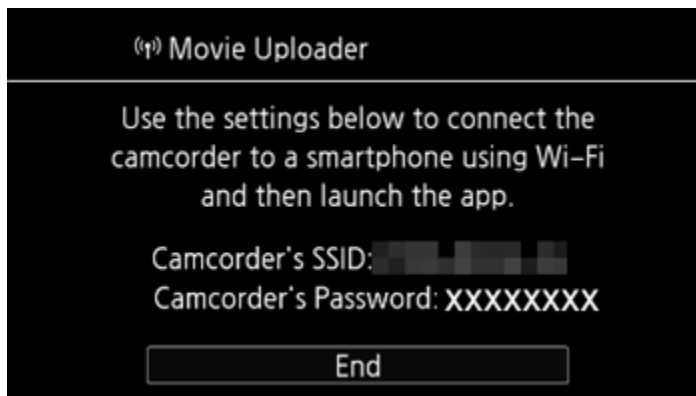 Movie Uploader
Use the settings below to connect the
camcorder to a smartphone using Wi-Fi
and then launch the app.
Camcorder's SSID:
Camcorder's Password: XXXXXXXX
End